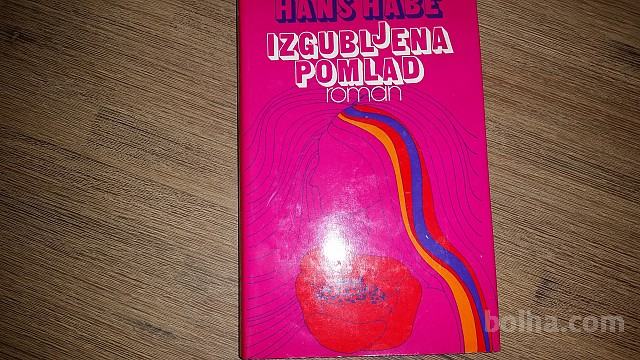 HANS HABE
IZGUBLJENA
POMLAD
roman
bolha.com